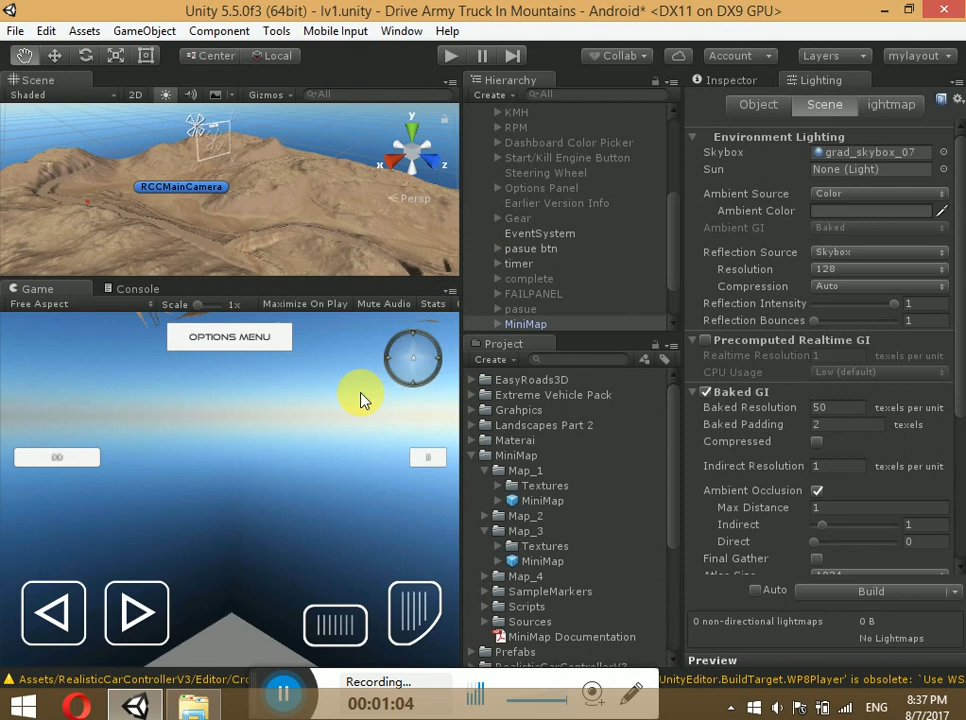 Unity 5.5.0f3 (64bit) - lv1.unity - Drive Army Truck In Mountains - Android* <DX11 on DX9 GPU>
File Edit Assets GameObject Component Tools Mobile Input Window Help
Center Local Collab Account Layers mylayout
Scene
Shaded 2D Gizmos All
RCCMainCamera
y
x
z
Persp
Game Console
Free Aspect Scale 1x Maximize On Play Mute Audio Stats
OPTIONS MENU
Hierarchy
Create All
KMH
RPM
Dashboard Color Picker
Start/Kill Engine Button
Steering Wheel
Options Panel
Earlier Version Info
Gear
EventSystem
pasue btn
timer
complete
FAILPANEL
pasue
MiniMap
Project
Create
EasyRoads3D
Extreme Vehicle Pack
Grahpics
Landscapes Part 2
Materai
MiniMap
Map_1
Textures
MiniMap
Map_2
Map_3
Textures
MiniMap
Map_4
SampleMarkers
Scripts
Sources
MiniMap Documentation
Prefabs
RealisticCarControllerV3
Inspector Lighting
Object Scene ightmap
Environment Lighting
Skybox grad_skybox_07
Sun None (Light)
Ambient Source Color
Ambient Color
Ambient GI Baked
Reflection Source Skybox
Resolution 128
Compression Auto
Reflection Intensity 1
Reflection Bounces 1
Precomputed Realtime GI
Realtime Resolution 1 texels per unit
CPU Usage Low (default)
Baked GI
Baked Resolution 50 texels per unit
Baked Padding 2 texels
Compressed
Indirect Resolution 1 texels per unit
Ambient Occlusion
Max Distance 1
Indirect 1
Direct 0
Final Gather
Atlas Size 1024
Auto Build
0 non-directional lightmaps 0 B
No Lightmaps
Preview
Assets/RealisticCarControllerV3/Editor/Cro
UnityEditor.BuildTarget.WP8Player' is obsolete: `Use WS
Recording...
00:01:04
ENG
8:37 PM
8/7/2017